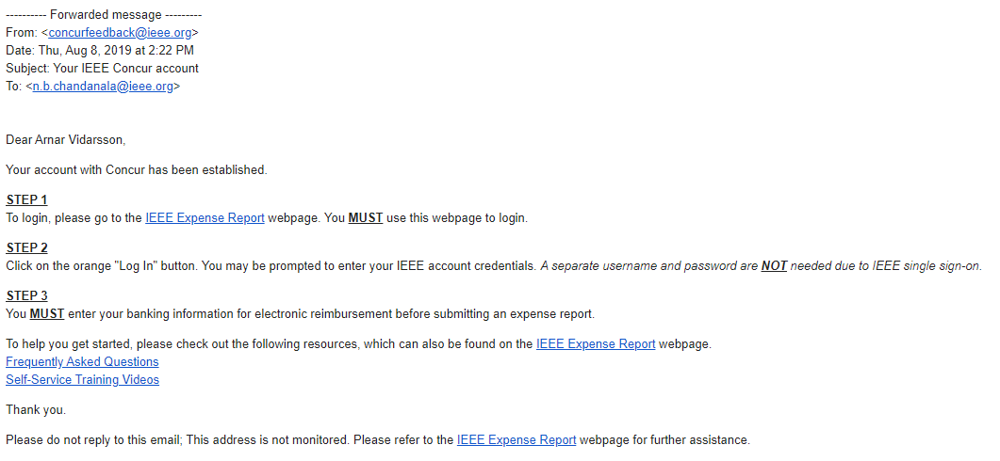 ---------- Forwarded message ---------
From: <concurfeedback@ieee.org>
Date: Thu, Aug 8, 2019 at 2:22 PM
Subject: Your IEEE Concur account
To: <n.b.chandanala@ieee.org>
Dear Arnar Vidarsson,
Your account with Concur has been established.
STEP 1
To login, please go to the IEEE Expense Report webpage. You MUST use this webpage to login.
STEP 2
Click on the orange "Log In" button. You may be prompted to enter your IEEE account credentials. A separate username and password are NOT needed due to IEEE single sign-on.
STEP 3
You MUST enter your banking information for electronic reimbursement before submitting an expense report.
To help you get started, please check out the following resources, which can also be found on the IEEE Expense Report webpage.
Frequently Asked Questions
Self-Service Training Videos
Thank you.
Please do not reply to this email; This address is not monitored. Please refer to the IEEE Expense Report webpage for further assistance.